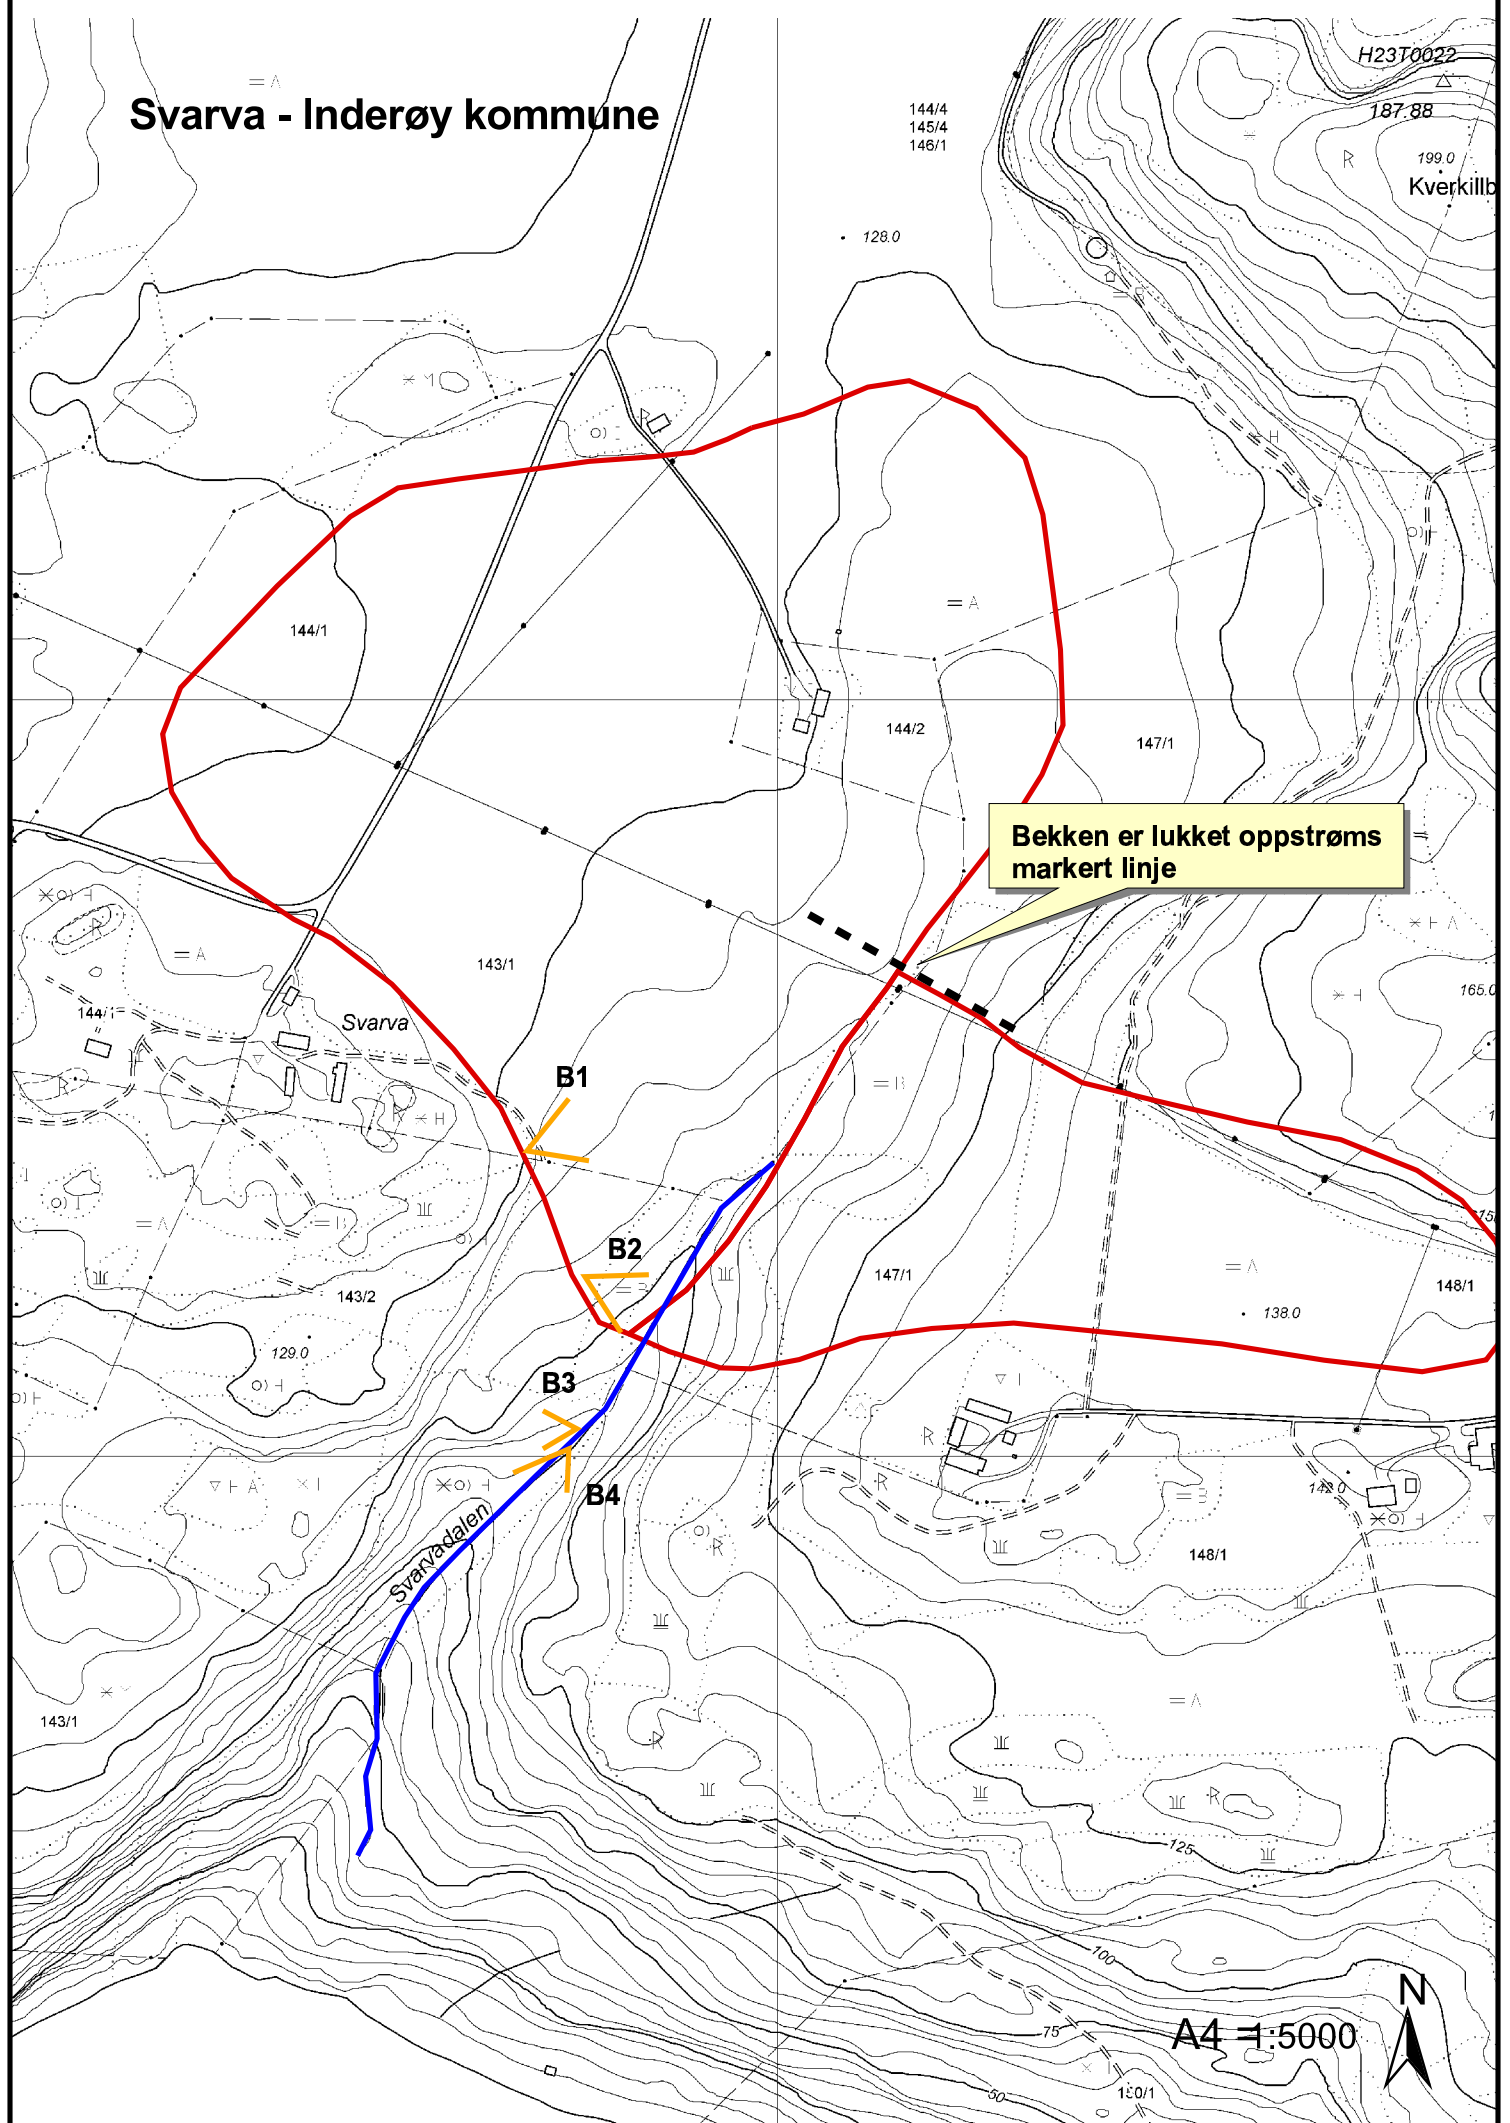 H23T0022
187.88
199.0
Kverkillb
Svarva - Inderøy kommune
144/4
145/4
146/1
128.0
144/1
144/2
147/1
Bekken er lukket oppstrøms
markert linje
143/1
165.0
144/1
Svarva
B1
B2
147/1
148/1
138.0
143/2
129.0
B3
B4
142.0
Svarvadalen
148/1
143/1
125
100
N
75
A4 =1:5000
50
150/1